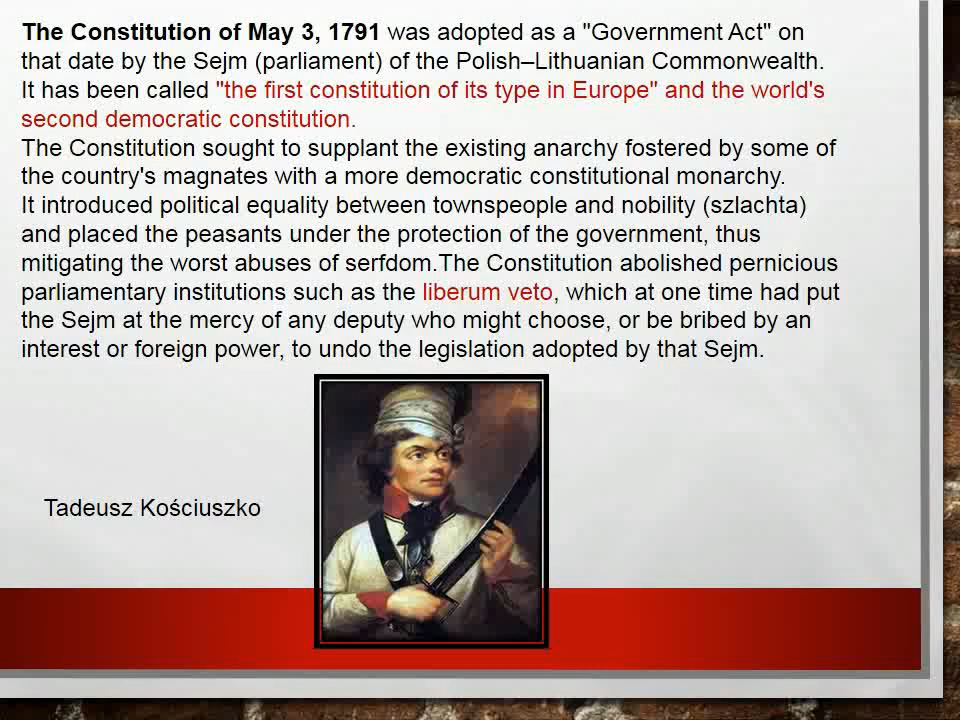 The Constitution of May 3, 1791 was adopted as a "Government Act" on
that date by the Sejm (parliament) of the Polish–Lithuanian Commonwealth.
It has been called "the first constitution of its type in Europe" and the world's
second democratic constitution.
The Constitution sought to supplant the existing anarchy fostered by some of
the country's magnates with a more democratic constitutional monarchy.
It introduced political equality between townspeople and nobility (szlachta)
and placed the peasants under the protection of the government, thus
mitigating the worst abuses of serfdom.The Constitution abolished pernicious
parliamentary institutions such as the liberum veto, which at one time had put
the Sejm at the mercy of any deputy who might choose, or be bribed by an
interest or foreign power, to undo the legislation adopted by that Sejm.
Tadeusz Kościuszko